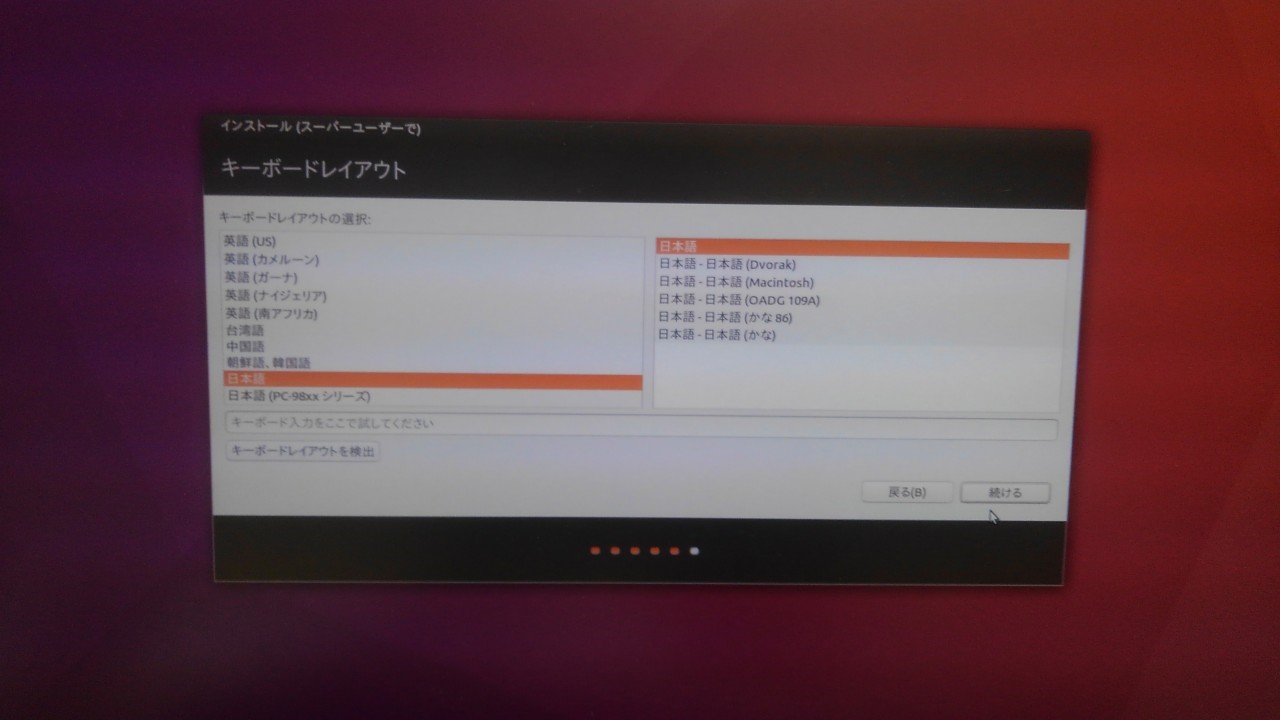 インストール (スーパーユーザーで)
キーボードレイアウト
キーボードレイアウトの選択:
英語 (US)
英語 (カメルーン)
英語 (ガーナ)
英語 (ナイジェリア)
英語 (南アフリカ)
台湾語
中国語
朝鮮語、韓国語
日本語
日本語 (PC-98xx シリーズ)
日本語
日本語 - 日本語 (Dvorak)
日本語 - 日本語 (Macintosh)
日本語 - 日本語 (OADG 109A)
日本語 - 日本語 (かな 86)
日本語 - 日本語 (かな)
キーボード入力をここで試してください
キーボードレイアウトを検出
戻る(B)
続ける